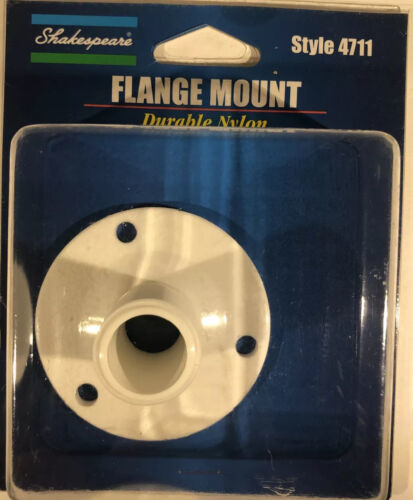 Shakespeare®
Style 4711
FLANGE MOUNT
Durable Nylon